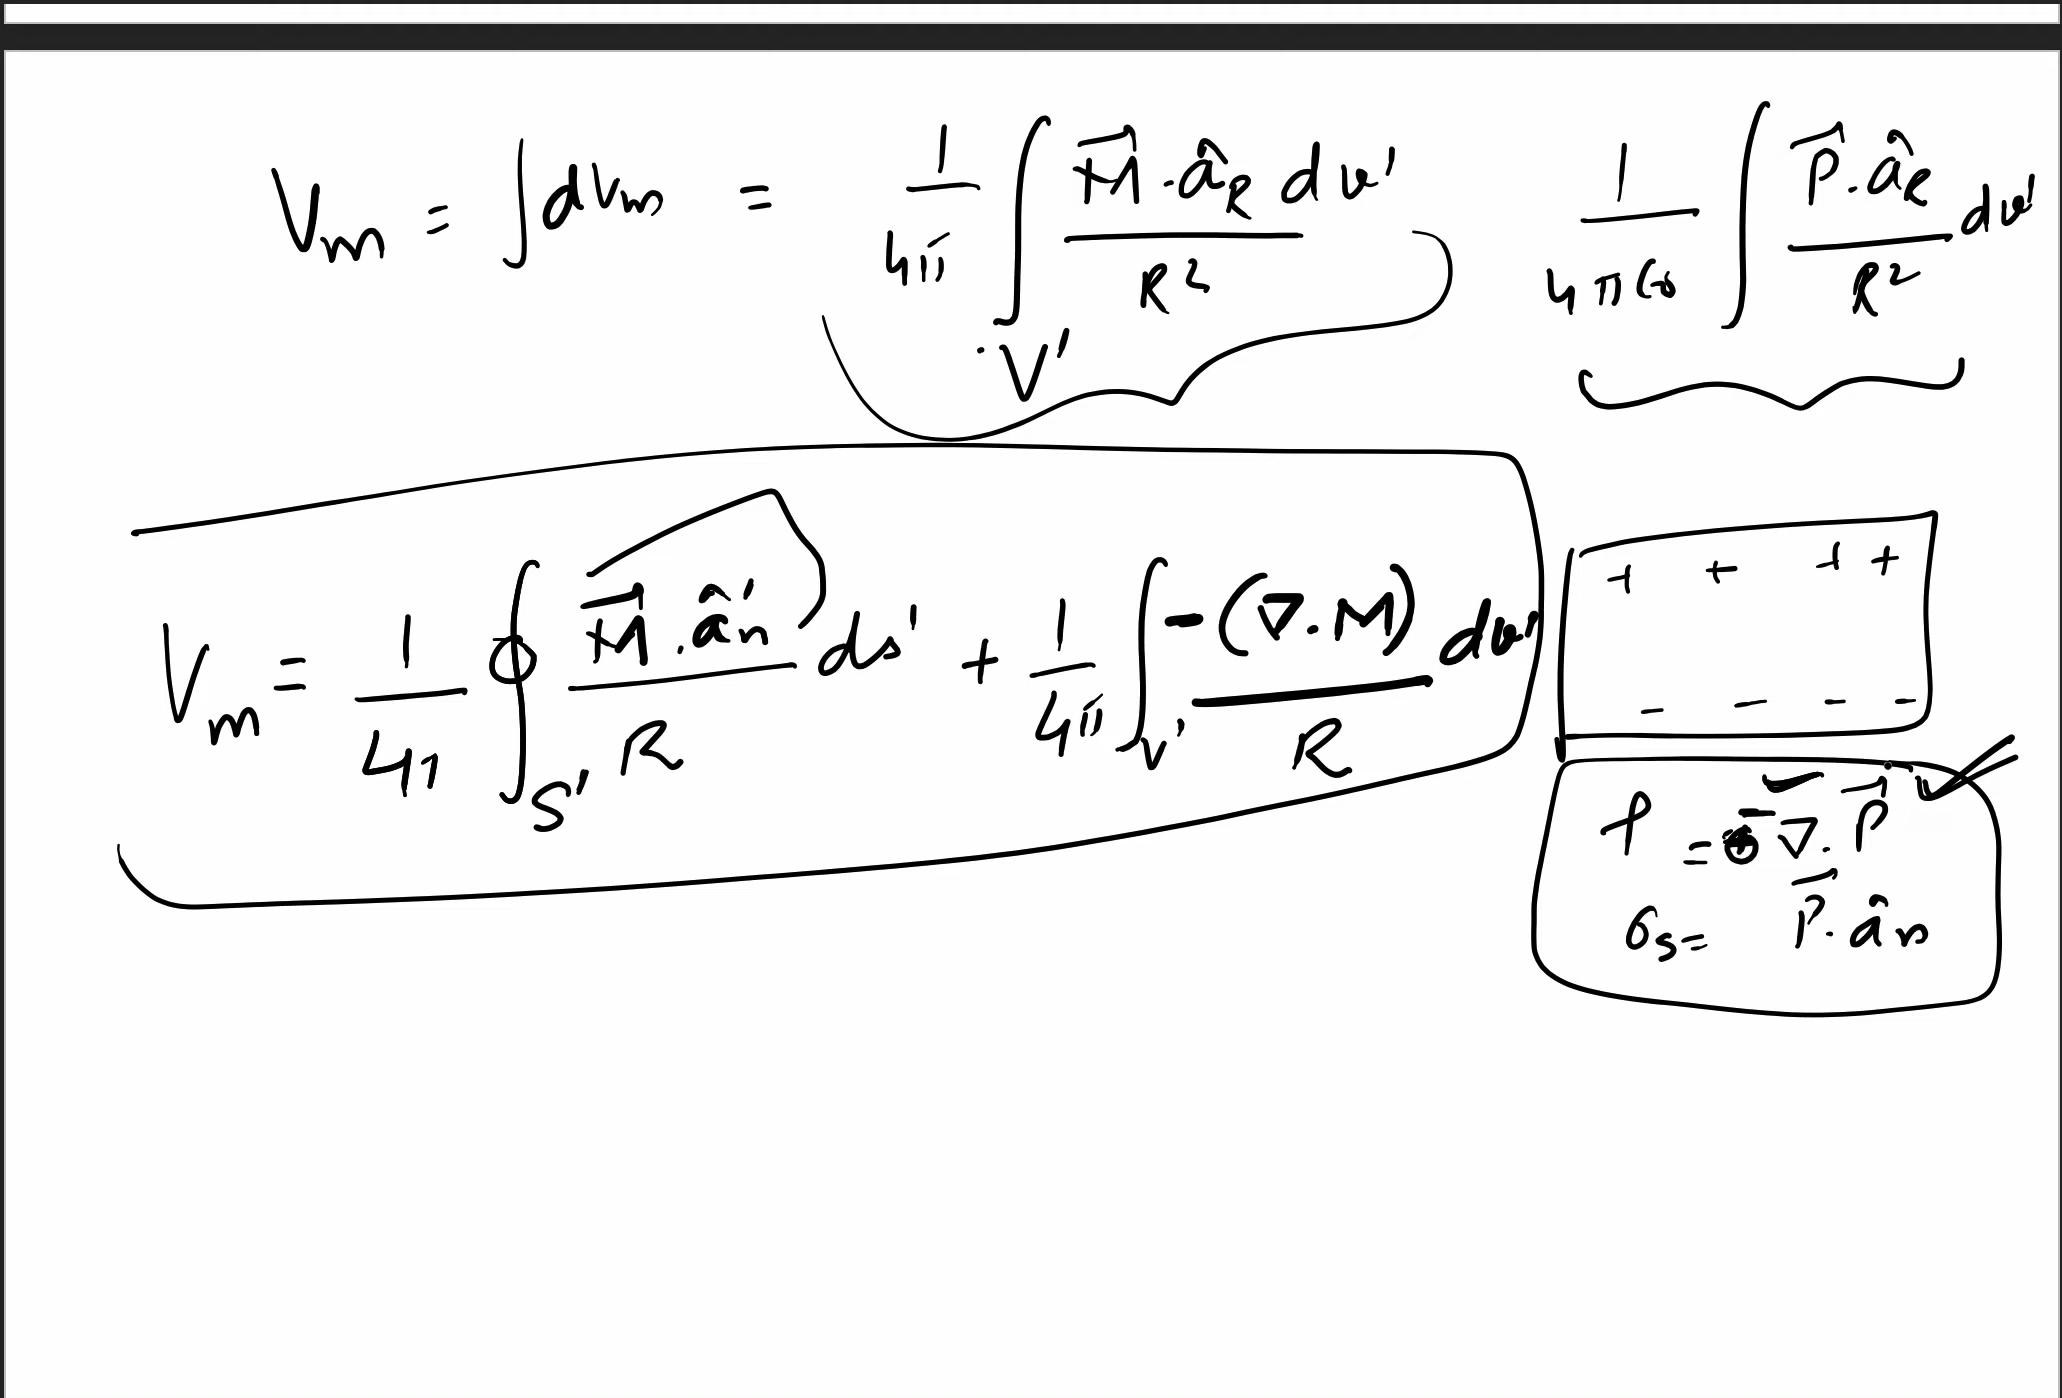 Vm = ∫ dVm = 1/4π ∫V' M⃗ · âR dv' / R²    1/4πϵ0 ∫ P⃗ · âR / R² dv'
Vm = 1/4π ∮S' M⃗ · ân' / R ds' + 1/4π ∫V' -(∇ · M) / R dv'
+ + + +
- - - -
ρ = -∇ · P⃗
σs = P⃗ · ân